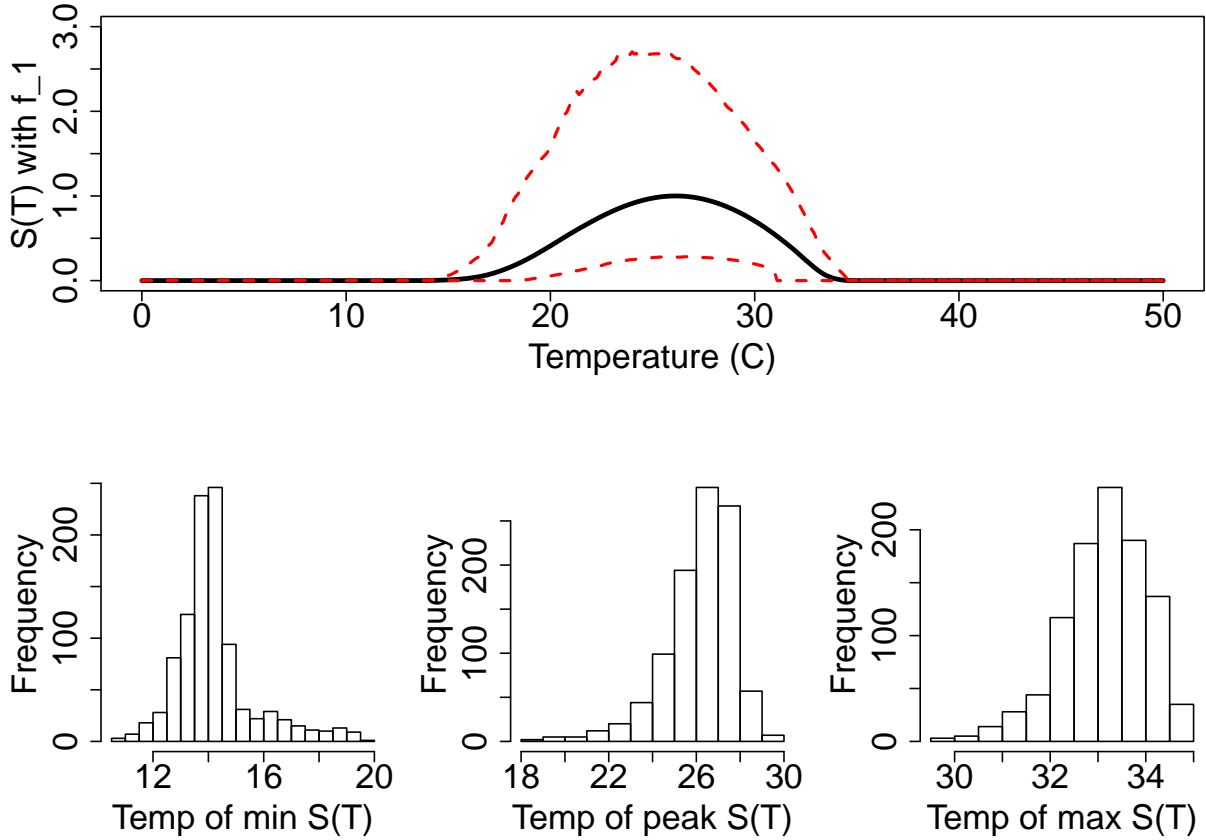 S(T) with f_1
0.0 1.0 2.0 3.0
0 10 20 30 40 50
Temperature (C)
Frequency
0 100 200
12 14 16 18 20
Temp of min S(T)
Frequency
0 100 200
18 22 26 30
Temp of peak S(T)
Frequency
0 100 200
30 32 34
Temp of max S(T)